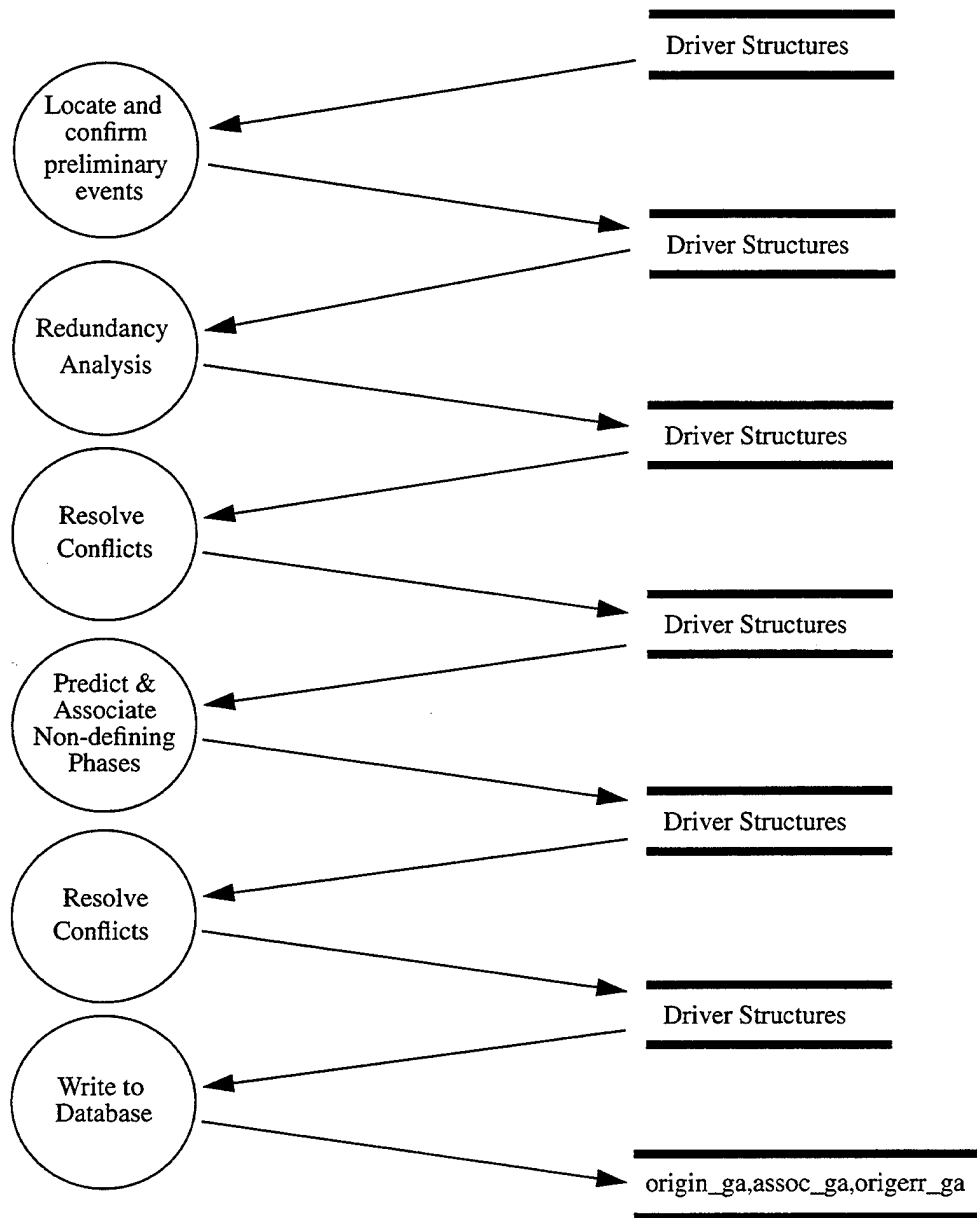 Driver Structures
Locate and
confirm
preliminary
events
Driver Structures
Redundancy
Analysis
Driver Structures
Resolve
Conflicts
Driver Structures
Predict &
Associate
Non-defining
Phases
Driver Structures
Resolve
Conflicts
Driver Structures
Write to
Database
origin_ga,assoc_ga,origerr_ga